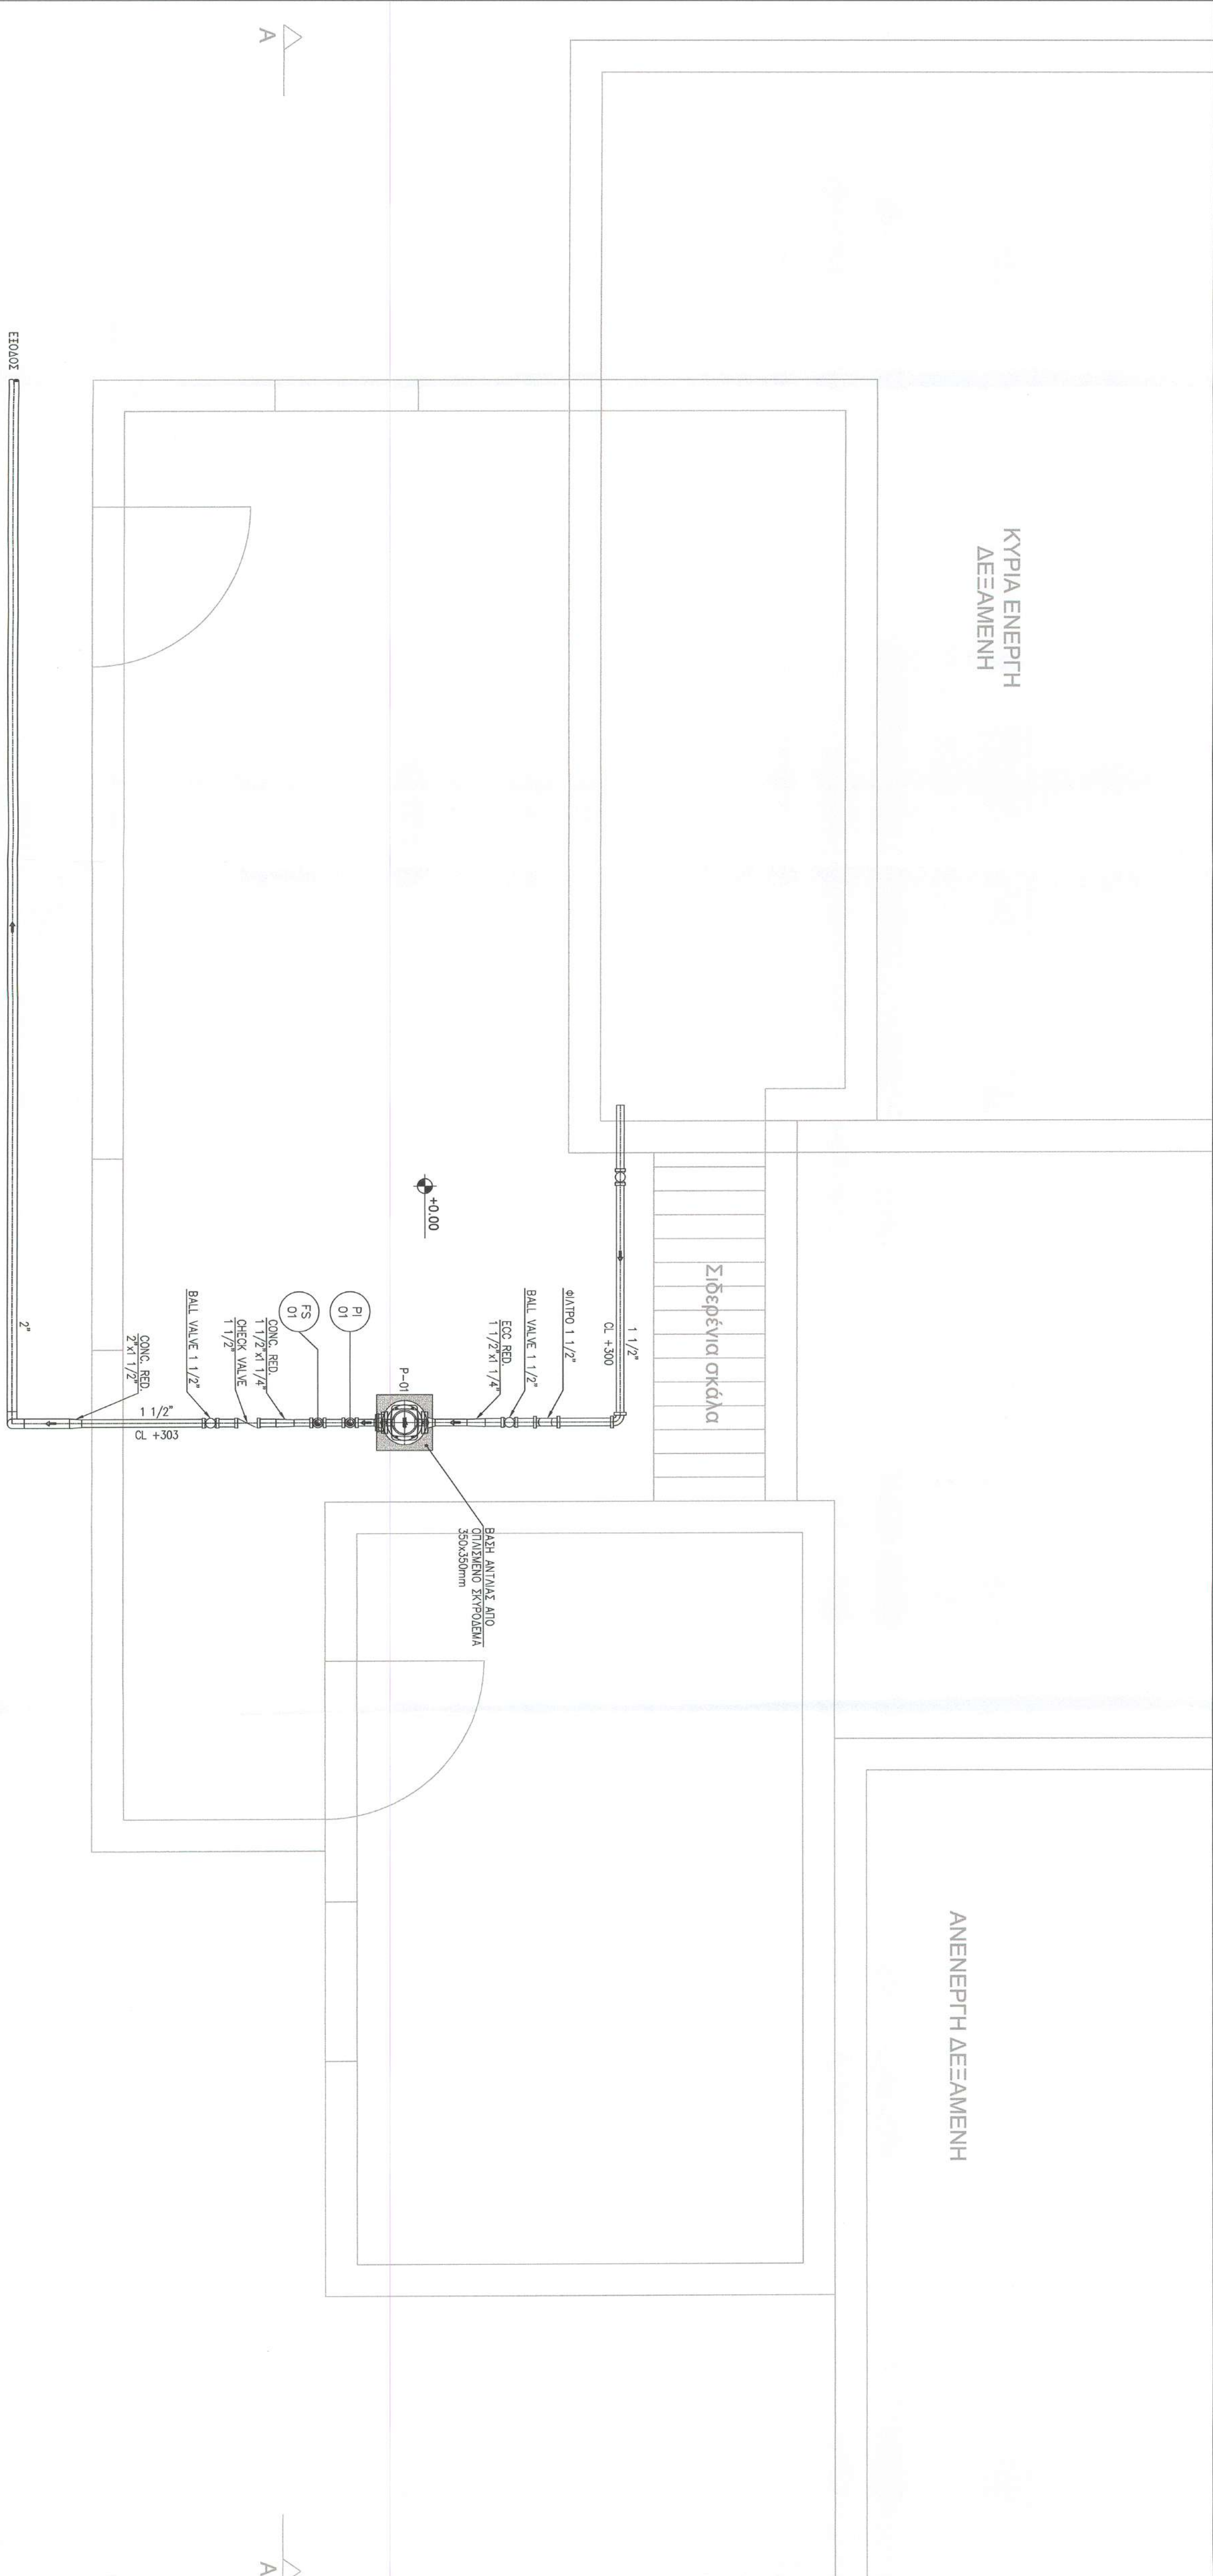 ΚΥΡΙΑ ΕΝΕΡΓΗ
ΔΕΞΑΜΕΝΗ
ΑΝΕΝΕΡΓΗ ΔΕΞΑΜΕΝΗ
Σιδερένια σκάλα
1 1/2"
CL +300
ΦΙΛΤΡΟ 1 1/2"
BALL VALVE 1 1/2"
ECC RED.
1 1/2"x1 1/4"
ΒΑΣΗ ΑΝΤΛΙΑΣ ΑΠΟ
ΟΠΛΙΣΜΕΝΟ ΣΚΥΡΟΔΕΜΑ
350x350mm
+0.00
P-01
PI
01
FS
01
CONC. RED.
1 1/2"x1 1/4"
CHECK VALVE
1 1/2"
BALL VALVE 1 1/2"
1 1/2"
CL +303
CONC. RED.
2"x1 1/2"
2"
ΕΞΟΔΟΣ
A
A